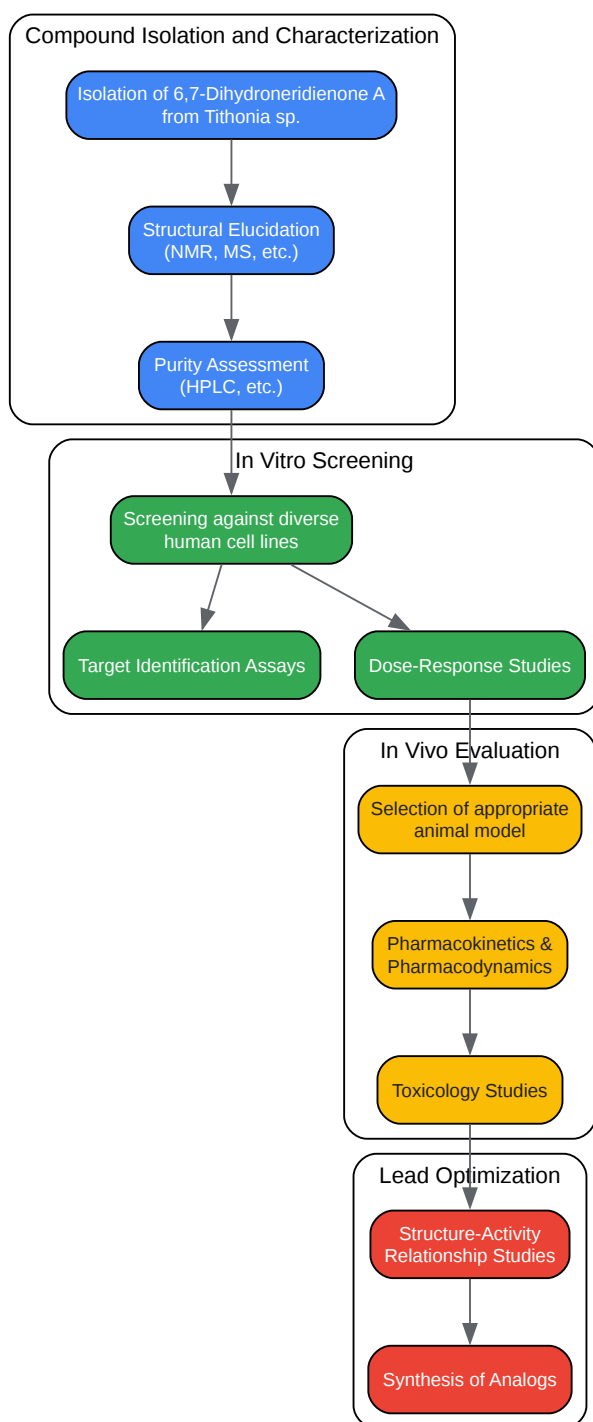 Compound Isolation and Characterization
Isolation of 6,7-Dihydroneridienone A
from Tithonia sp.
Structural Elucidation
(NMR, MS, etc.)
Purity Assessment
(HPLC, etc.)
In Vitro Screening
Screening against diverse
human cell lines
Target Identification Assays
Dose-Response Studies
In Vivo Evaluation
Selection of appropriate
animal model
Pharmacokinetics &
Pharmacodynamics
Toxicology Studies
Lead Optimization
Structure-Activity
Relationship Studies
Synthesis of Analogs